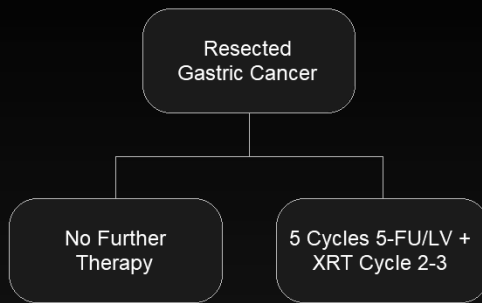 Resected
Gastric Cancer
No Further
Therapy
5 Cycles 5-FU/LV +
XRT Cycle 2-3